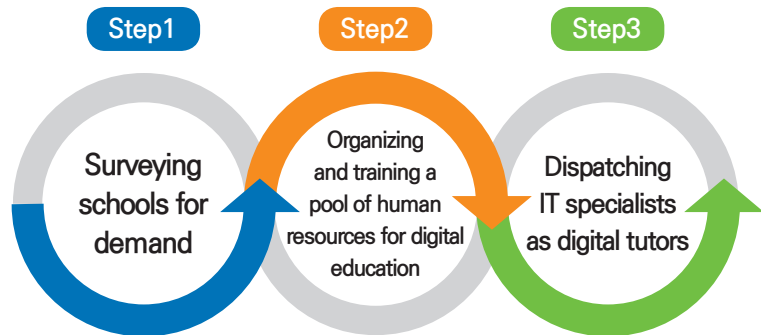 Step1
Surveying
schools for
demand
Step2
Organizing
and training a
pool of human
resources for digital
education
Step3
Dispatching
IT specialists
as digital tutors